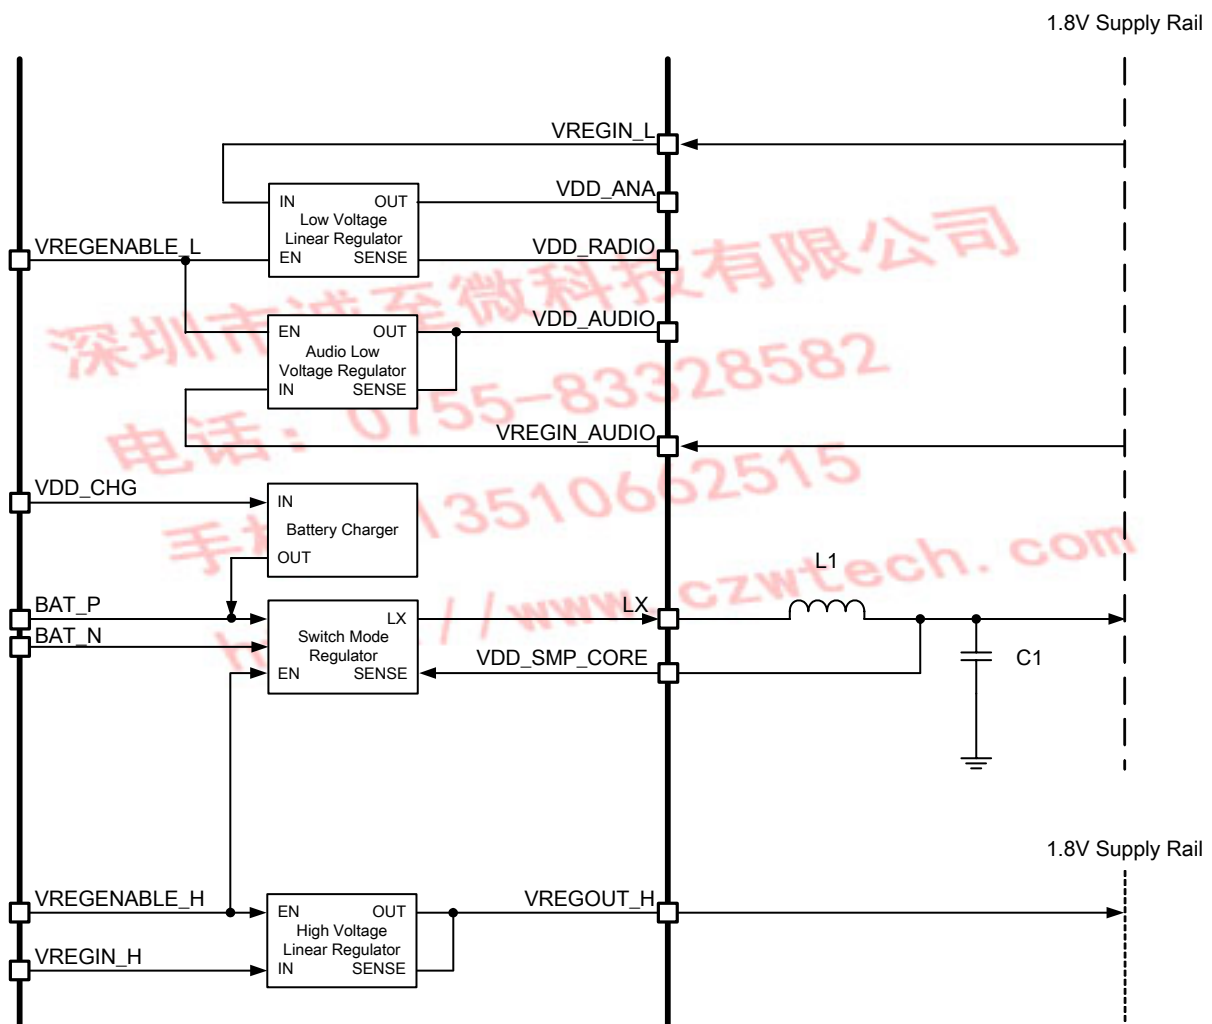 1.8V Supply Rail
VREGIN_L
IN OUT
VDD_ANA
Low Voltage
Linear Regulator
VREGENABLE_L
EN SENSE
VDD_RADIO
深圳市诚至微科技有限公司
EN OUT
VDD_AUDIO
Audio Low
Voltage Regulator
IN SENSE
电话：0755-83328582
VREGIN_AUDIO
VDD_CHG
IN
Battery Charger
OUT
13510662515
L1
BAT_P
LX
LX
BAT_N
Switch Mode
Regulator
//www.czwtech.com
EN SENSE
VDD_SMP_CORE
C1
1.8V Supply Rail
VREGENABLE_H
EN OUT
VREGOUT_H
High Voltage
Linear Regulator
VREGIN_H
IN SENSE